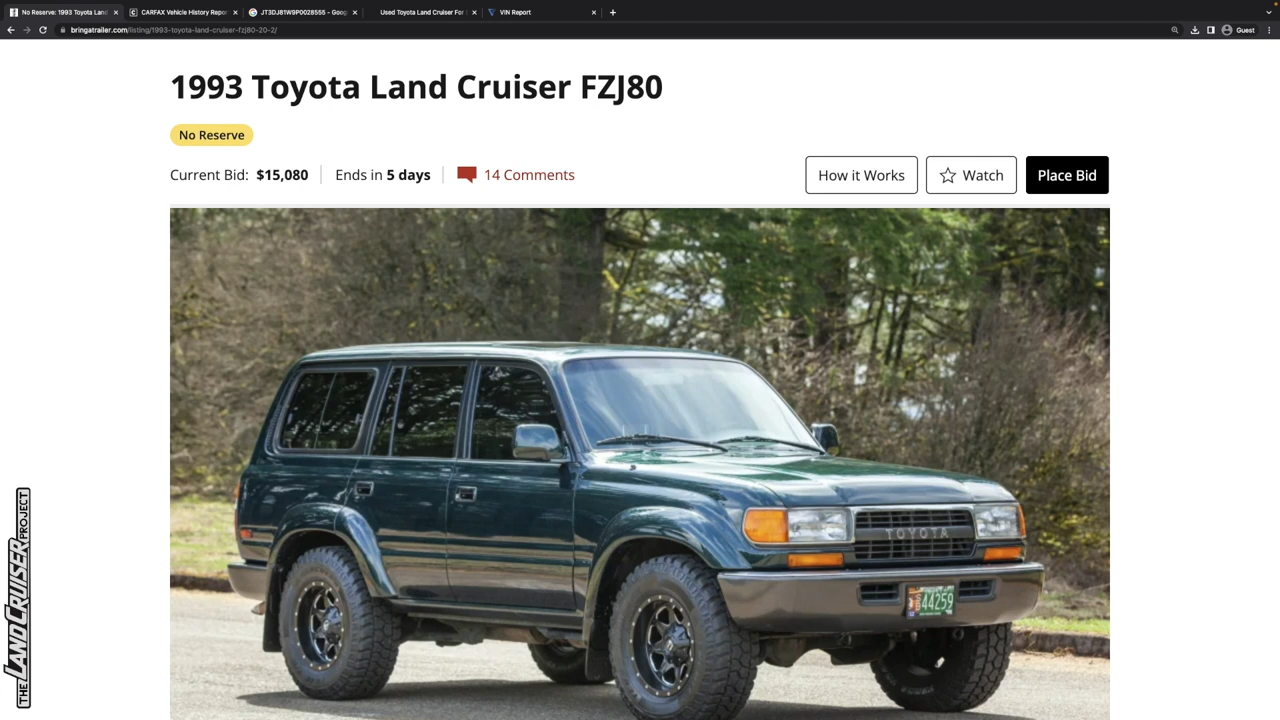 No Reserve: 1993 Toyota Land
CARFAX Vehicle History Repo
JT3DJ81W9P0028555 - Goog
Used Toyota Land Cruiser For
VIN Report
bringatrailer.com/listing/1993-toyota-land-cruiser-fzj80-20-2/
Guest
1993 Toyota Land Cruiser FZJ80
No Reserve
Current Bid: $15,080
Ends in 5 days
14 Comments
How it Works
Watch
Place Bid
TOYOTA
44259
THE LAND CRUISER PROJECT